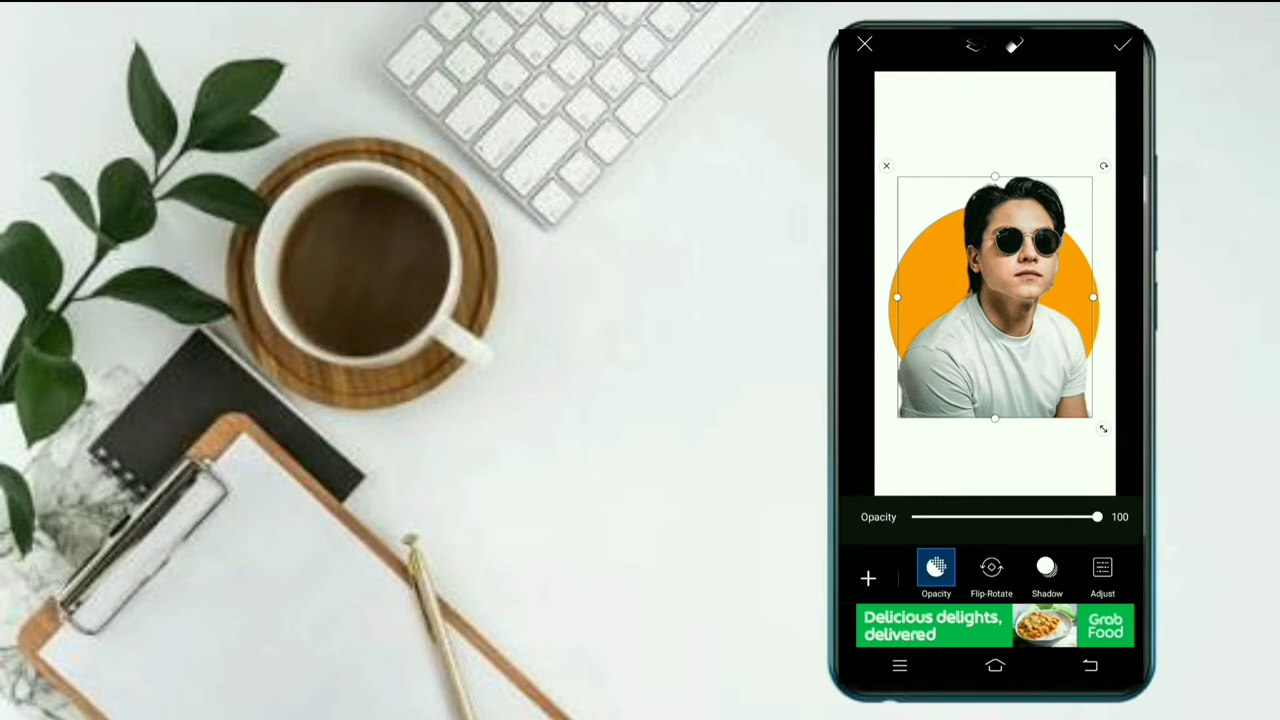 Opacity 100
Opacity Flip-Rotate Shadow Adjust
Delicious delights,
delivered
Grab
Food